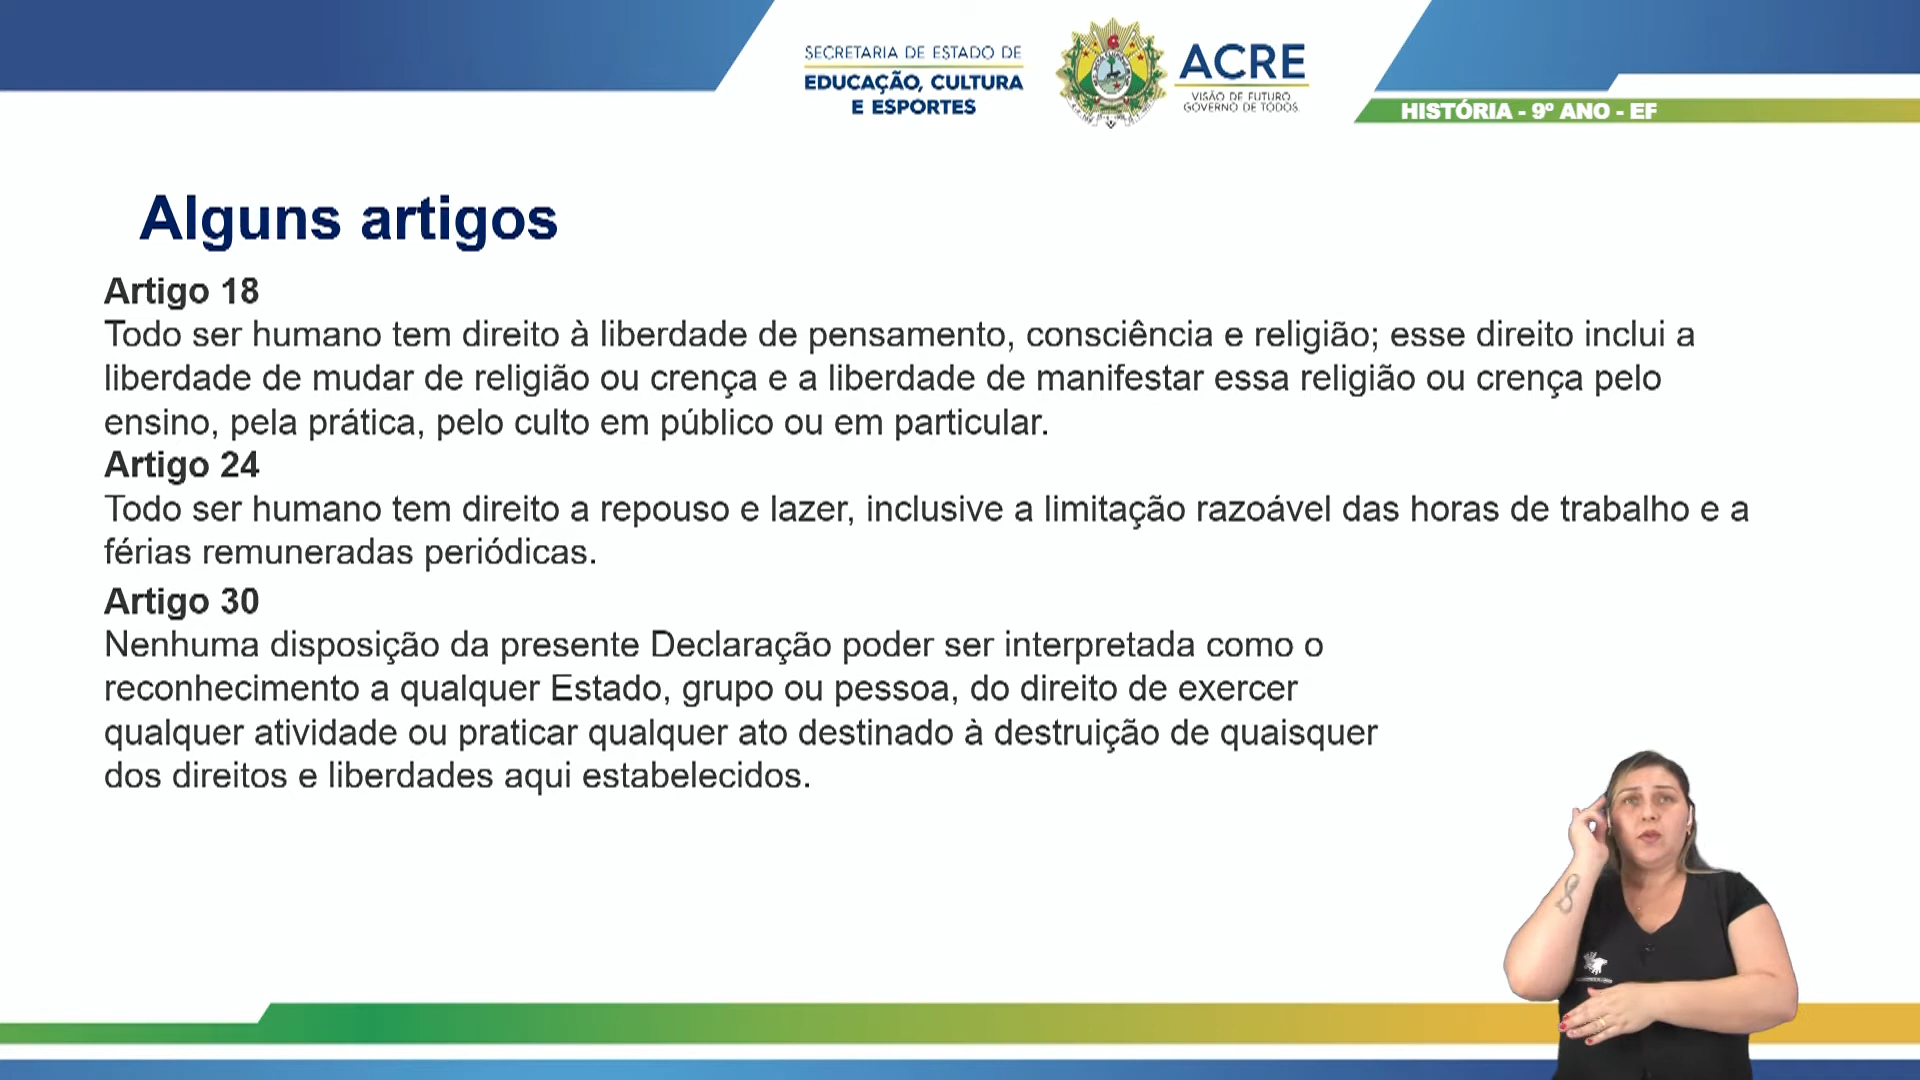 SECRETARIA DE ESTADO DE
EDUCAÇÃO, CULTURA
E ESPORTES
ACRE
VISÃO DE FUTURO
GOVERNO DE TODOS
HISTÓRIA - 9º ANO - EF
Alguns artigos
Artigo 18
Todo ser humano tem direito à liberdade de pensamento, consciência e religião; esse direito inclui a
liberdade de mudar de religião ou crença e a liberdade de manifestar essa religião ou crença pelo
ensino, pela prática, pelo culto em público ou em particular.
Artigo 24
Todo ser humano tem direito a repouso e lazer, inclusive a limitação razoável das horas de trabalho e a
férias remuneradas periódicas.
Artigo 30
Nenhuma disposição da presente Declaração poder ser interpretada como o
reconhecimento a qualquer Estado, grupo ou pessoa, do direito de exercer
qualquer atividade ou praticar qualquer ato destinado à destruição de quaisquer
dos direitos e liberdades aqui estabelecidos.